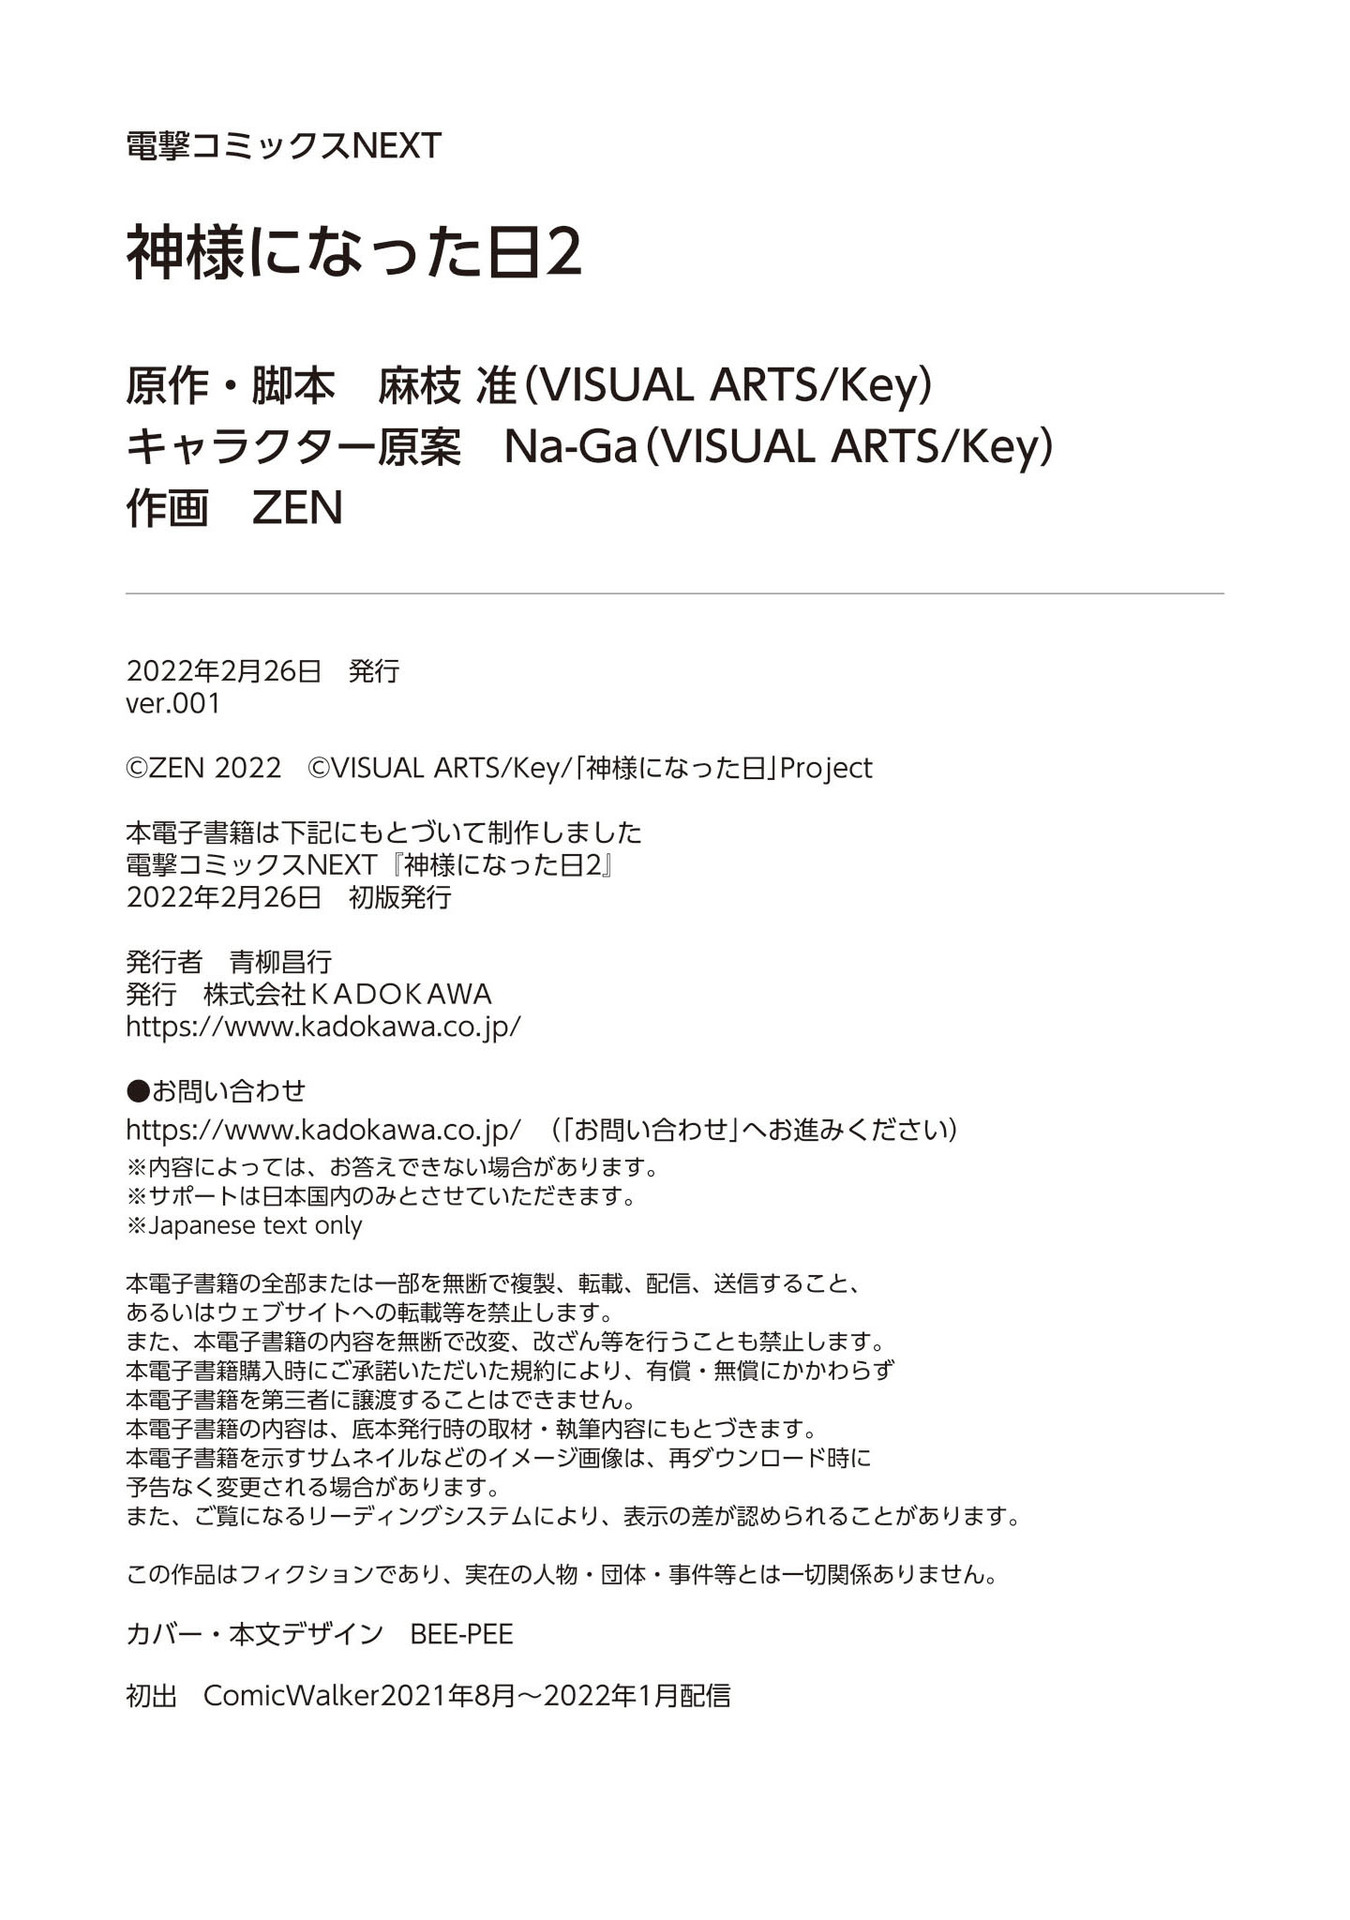 電撃コミックスNEXT
神様になった日2
原作・脚本　麻枝 准(VISUAL ARTS/Key)
キャラクター原案　Na-Ga(VISUAL ARTS/Key)
作画　ZEN
2022年2月26日　発行
ver.001
©ZEN 2022　©VISUAL ARTS/Key/｢神様になった日｣Project
本電子書籍は下記にもとづいて制作しました
電撃コミックスNEXT『神様になった日2』
2022年2月26日　初版発行
発行者　青柳昌行
発行　株式会社ＫＡＤＯＫＡＷＡ
https://www.kadokawa.co.jp/
●お問い合わせ
https://www.kadokawa.co.jp/　(｢お問い合わせ｣へお進みください)
※内容によっては、お答えできない場合があります。
※サポートは日本国内のみとさせていただきます。
※Japanese text only
本電子書籍の全部または一部を無断で複製、転載、配信、送信すること、
あるいはウェブサイトへの転載等を禁止します。
また、本電子書籍の内容を無断で改変、改ざん等を行うことも禁止します。
本電子書籍購入時にご承諾いただいた規約により、有償・無償にかかわらず
本電子書籍を第三者に譲渡することはできません。
本電子書籍の内容は、底本発行時の取材・執筆内容にもとづきます。
本電子書籍を示すサムネイルなどのイメージ画像は、再ダウンロード時に
予告なく変更される場合があります。
また、ご覧になるリーディングシステムにより、表示の差が認められることがあります。
この作品はフィクションであり、実在の人物・団体・事件等とは一切関係ありません。
カバー・本文デザイン　BEE-PEE
初出　ComicWalker2021年8月～2022年1月配信